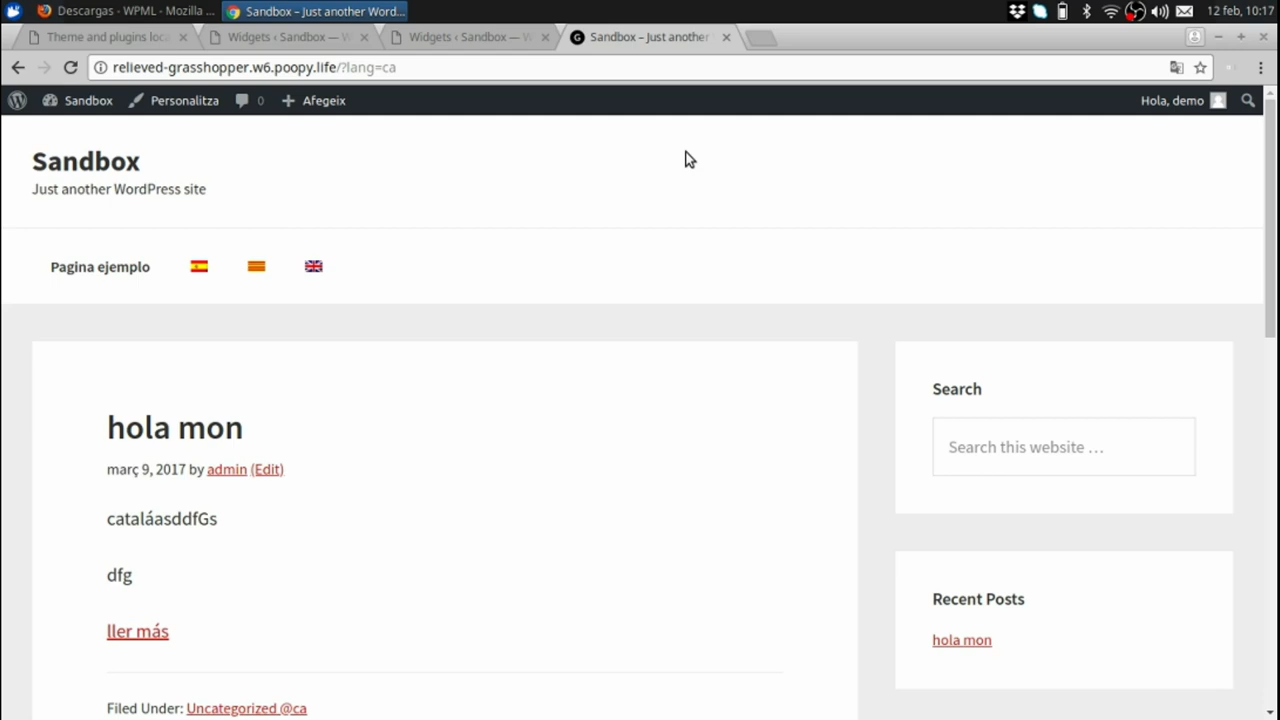 Descargas - WPML - Mozilla ...
Sandbox – Just another Word...
12 feb, 10:17
Theme and plugins loca
Widgets ‹ Sandbox — W
Widgets ‹ Sandbox — W
Sandbox – Just another
relieved-grasshopper.w6.poopy.life/?lang=ca
Sandbox
Personalitza
0
Afegeix
Hola, demo
Sandbox
Just another WordPress site
Pagina ejemplo
hola mon
març 9, 2017 by admin (Edit)
cataláasddfGs
dfg
ller más
Filed Under: Uncategorized @ca
Search
Search this website …
Recent Posts
hola mon